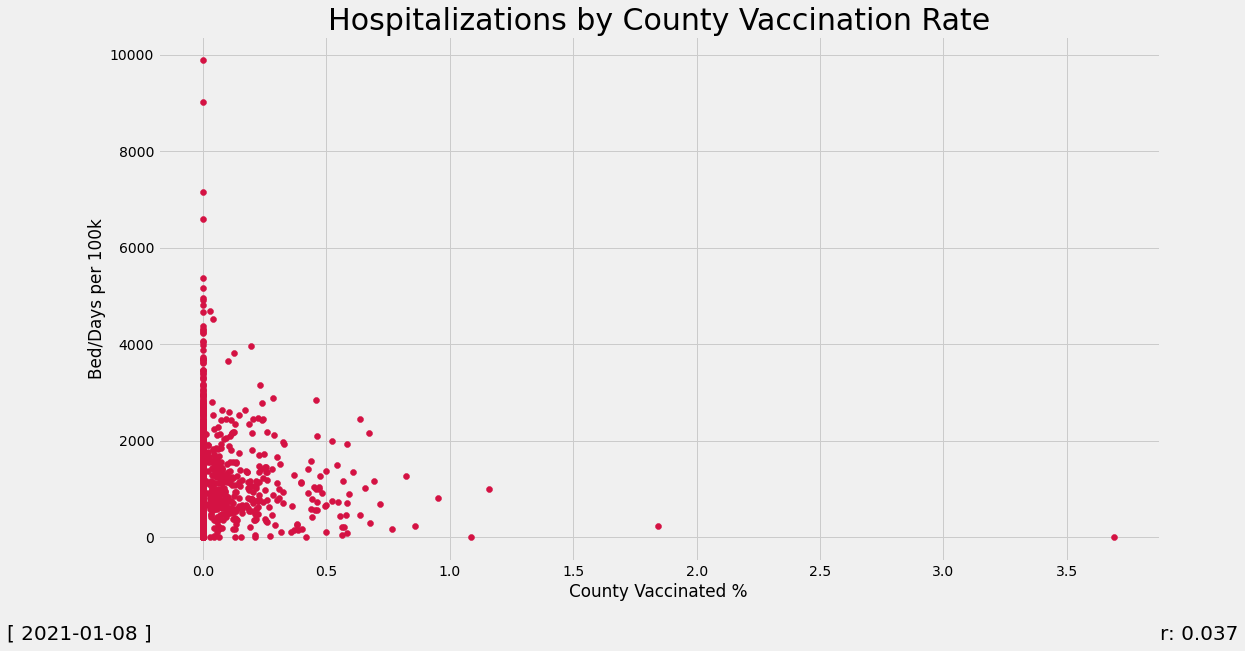 Hospitalizations by County Vaccination Rate
10000
8000
6000
4000
2000
0
Bed/Days per 100k
0.0 0.5 1.0 1.5 2.0 2.5 3.0 3.5
County Vaccinated %
[ 2021-01-08 ]
r: 0.037